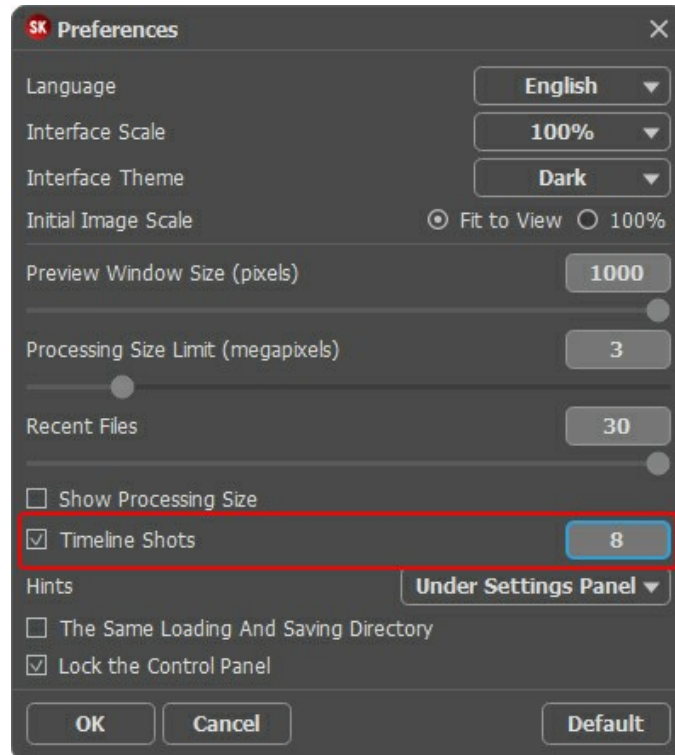 SK Preferences
Language English
Interface Scale 100%
Interface Theme Dark
Initial Image Scale Fit to View 100%
Preview Window Size (pixels) 1000
Processing Size Limit (megapixels) 3
Recent Files 30
Show Processing Size
Timeline Shots 8
Hints Under Settings Panel
The Same Loading And Saving Directory
Lock the Control Panel
OK Cancel Default